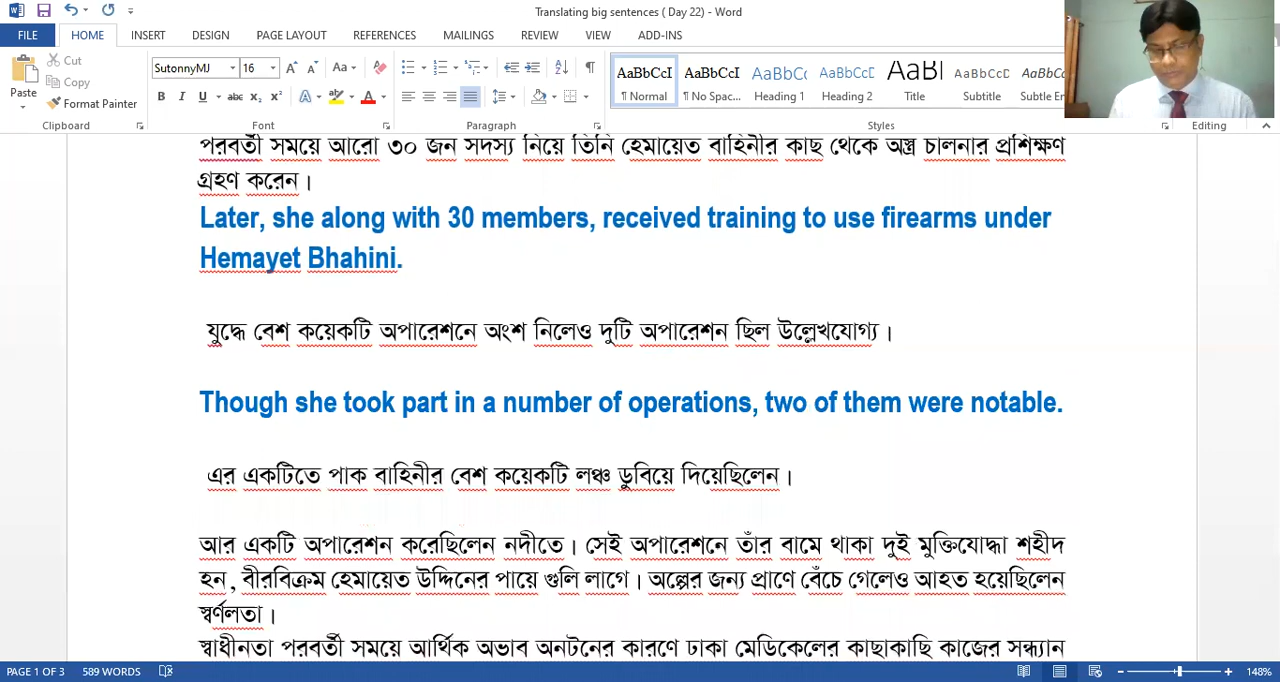 Translating big sentences ( Day 22) - Word
FILE HOME INSERT DESIGN PAGE LAYOUT REFERENCES MAILINGS REVIEW VIEW ADD-INS
Cut
SutonnyMJ 16 Aa
AaBbCcI AaBbCcI AaBbCc AaBbCcI AaBl AaBbCcD AaBbCc
Copy
Paste
Format Painter
B I U abc X₂ X² A A
¶ Normal ¶ No Spac... Heading 1 Heading 2 Title Subtitle Subtle Em
Clipboard Font Paragraph Styles Editing
পরবর্তী সময়ে আরো ৩০ জন সদস্য নিয়ে তিনি হেমায়েত বাহিনীর কাছ থেকে অস্ত্র চালনার প্রশিক্ষণ
গ্রহণ করেন।
Later, she along with 30 members, received training to use firearms under
Hemayet Bhahini.
যুদ্ধে বেশ কয়েকটি অপারেশনে অংশ নিলেও দুটি অপারেশন ছিল উল্লেখযোগ্য।
Though she took part in a number of operations, two of them were notable.
এর একটিতে পাক বাহিনীর বেশ কয়েকটি লঞ্চ ডুবিয়ে দিয়েছিলেন।
আর একটি অপারেশন করেছিলেন নদীতে। সেই অপারেশনে তাঁর বামে থাকা দুই মুক্তিযোদ্ধা শহীদ
হন, বীরবিক্রম হেমায়েত উদ্দিনের পায়ে গুলি লাগে। অল্পের জন্য প্রাণে বেঁচে গেলেও আহত হয়েছিলেন
স্বর্ণলতা।
স্বাধীনতা পরবর্তী সময়ে আর্থিক অভাব অনটনের কারণে ঢাকা মেডিকেলের কাছাকাছি কাজের সন্ধ্যান
PAGE 1 OF 3 589 WORDS 148%